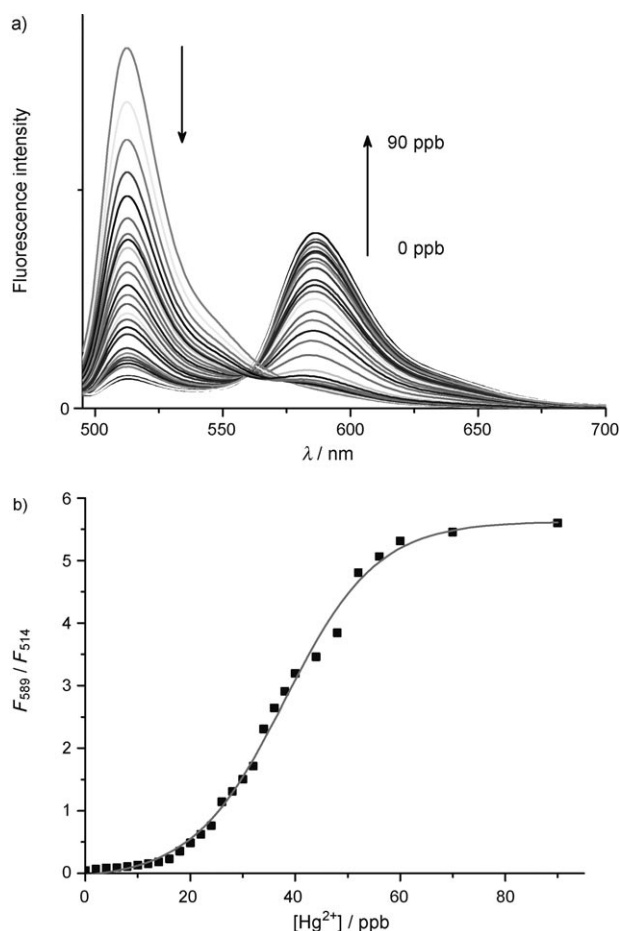 a)
Fluorescence intensity
90 ppb
0 ppb
0
500 550 600 650 700
λ / nm
b)
6
5
4
3
2
1
0
F589 / F514
0 20 40 60 80
[Hg2+] / ppb